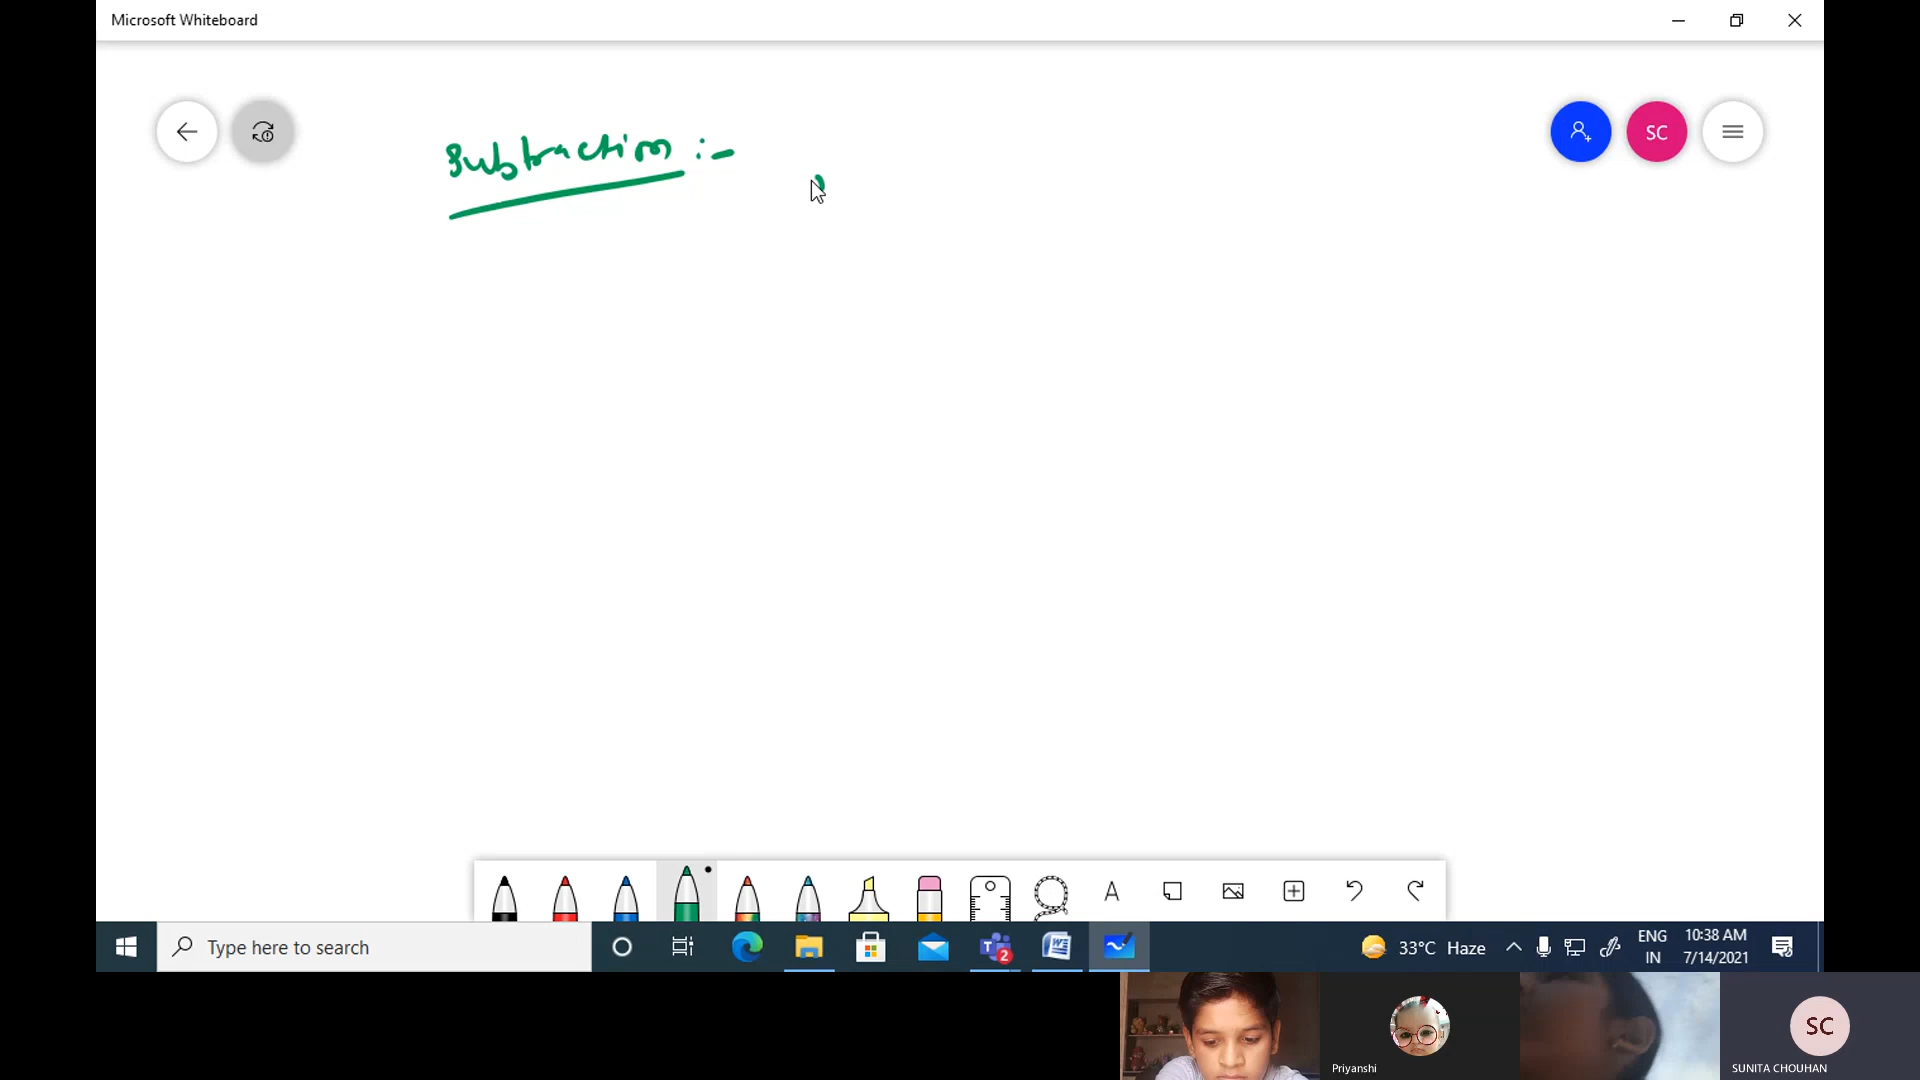 Microsoft Whiteboard
SC
Subtraction :-
A
Type here to search
2
33°C Haze
ENG
IN
10:38 AM
7/14/2021
Priyanshi
SC
SUNITA CHOUHAN